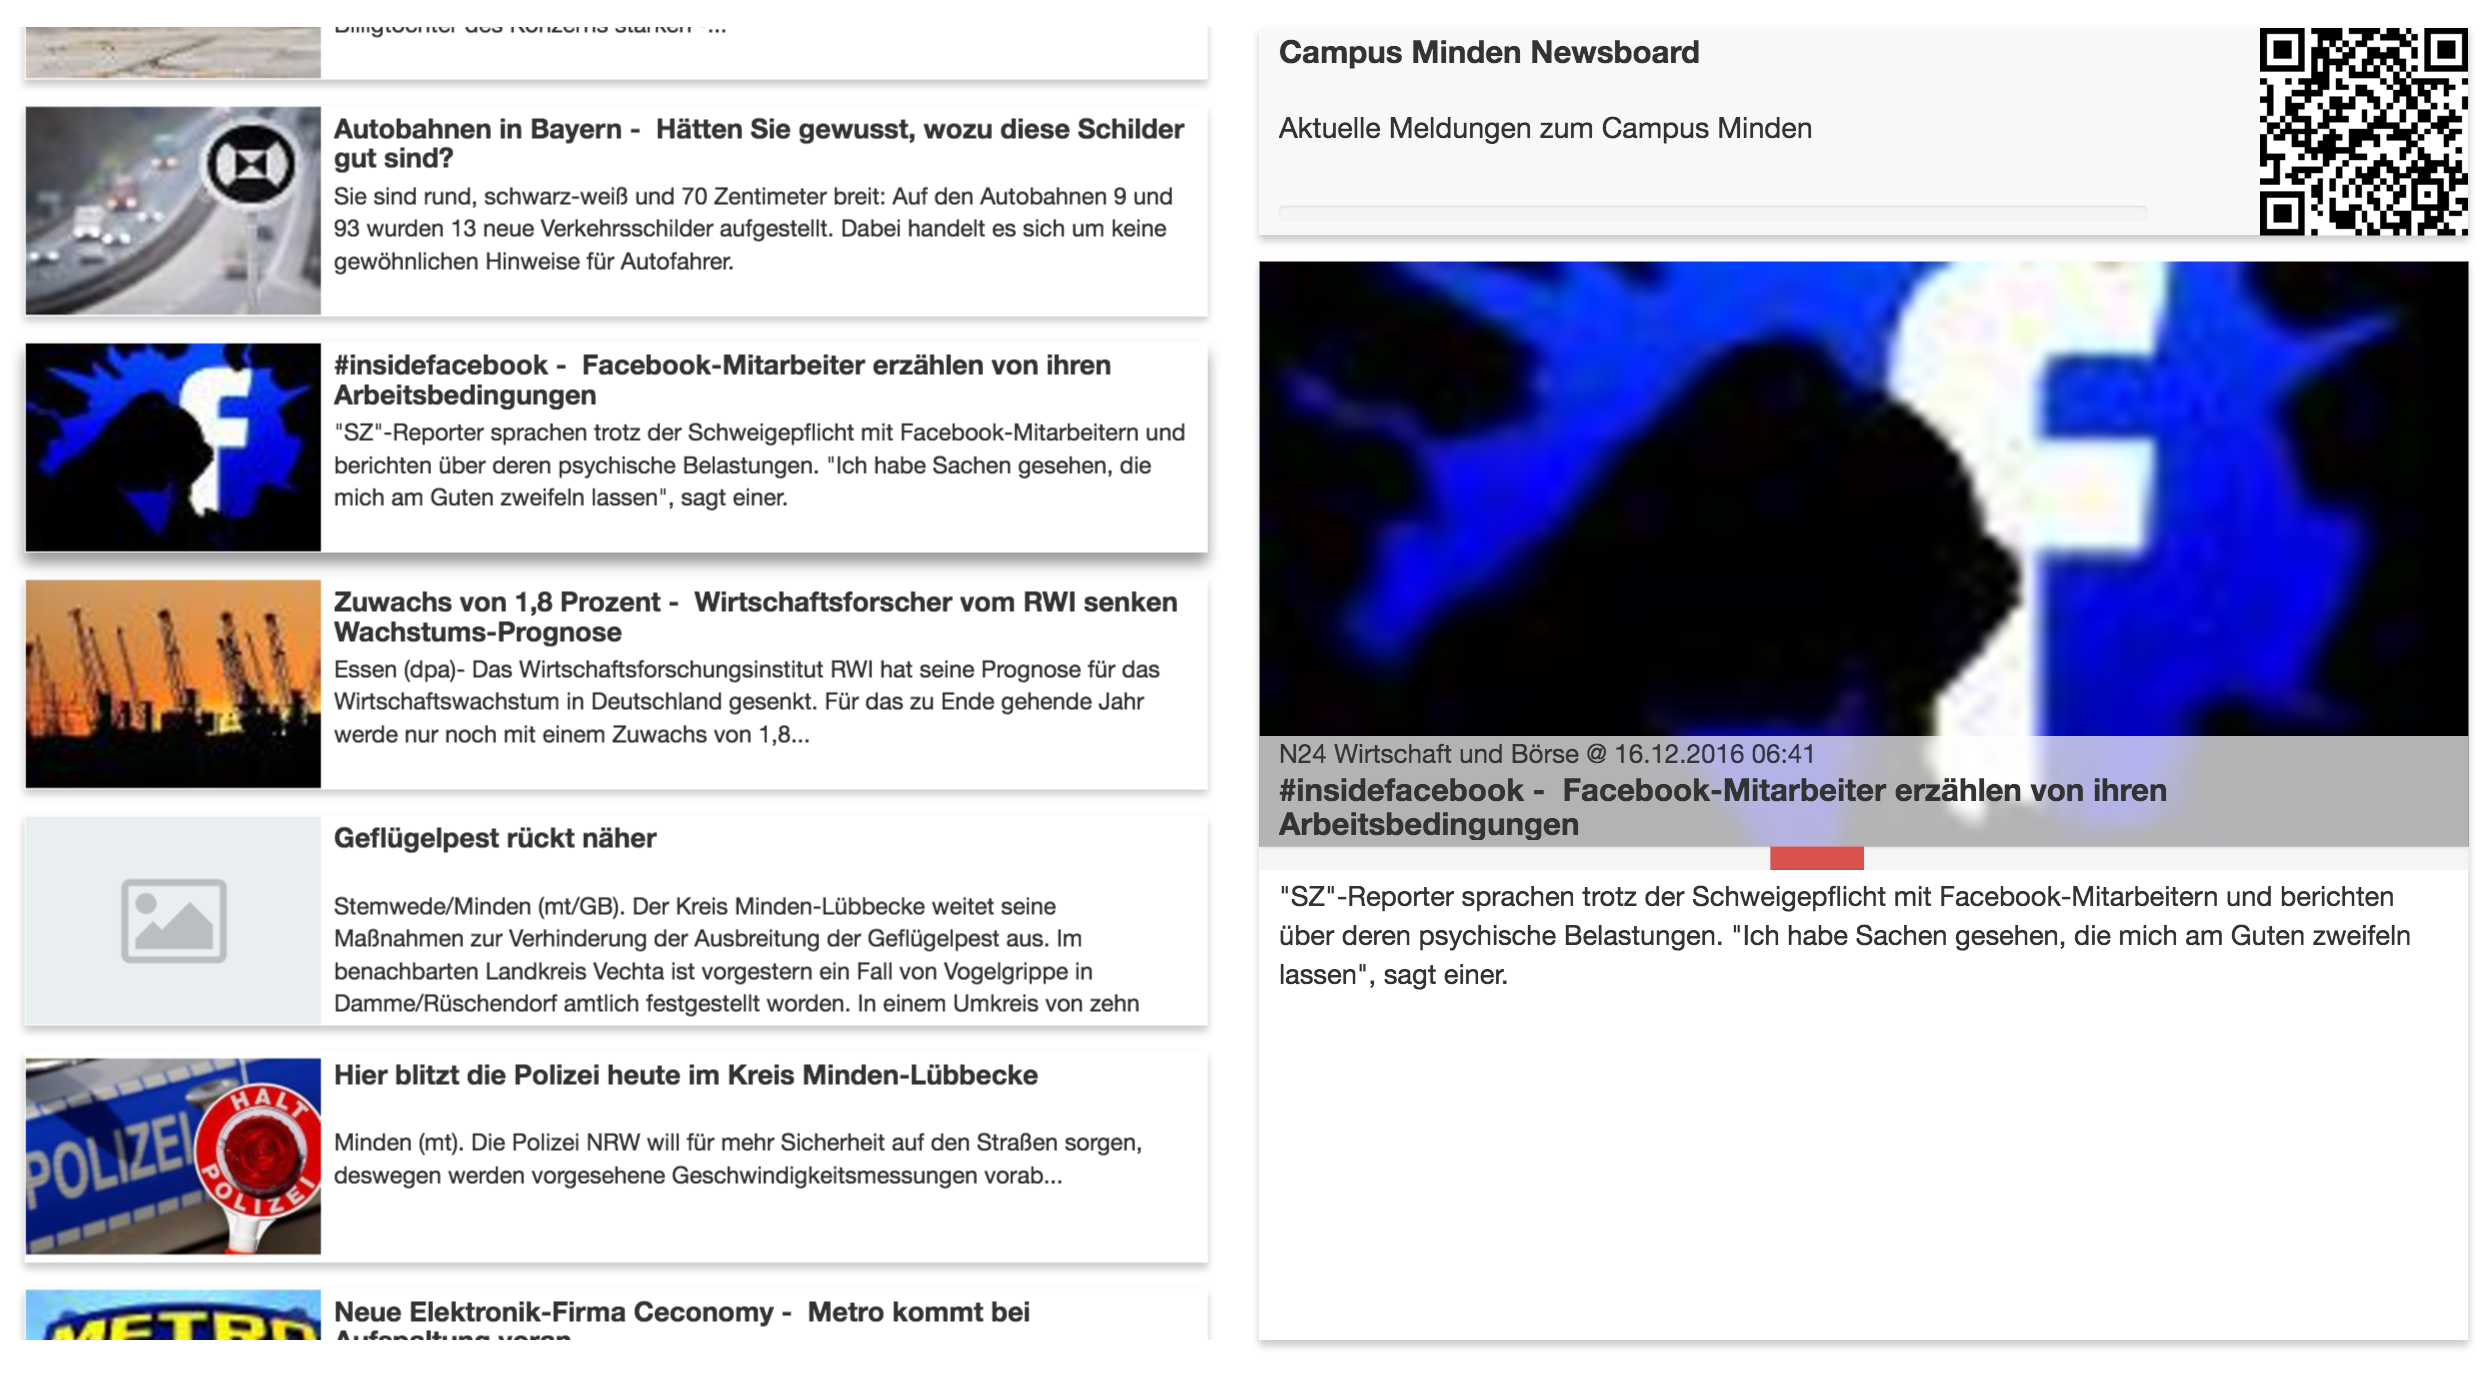 Billigtöchter des Konzerns stärken -...
Autobahnen in Bayern - Hätten Sie gewusst, wozu diese Schilder
gut sind?
Sie sind rund, schwarz-weiß und 70 Zentimeter breit: Auf den Autobahnen 9 und
93 wurden 13 neue Verkehrsschilder aufgestellt. Dabei handelt es sich um keine
gewöhnlichen Hinweise für Autofahrer.
#insidefacebook - Facebook-Mitarbeiter erzählen von ihren
Arbeitsbedingungen
"SZ"-Reporter sprachen trotz der Schweigepflicht mit Facebook-Mitarbeitern und
berichten über deren psychische Belastungen. "Ich habe Sachen gesehen, die
mich am Guten zweifeln lassen", sagt einer.
Zuwachs von 1,8 Prozent - Wirtschaftsforscher vom RWI senken
Wachstums-Prognose
Essen (dpa)- Das Wirtschaftsforschungsinstitut RWI hat seine Prognose für das
Wirtschaftswachstum in Deutschland gesenkt. Für das zu Ende gehende Jahr
werde nur noch mit einem Zuwachs von 1,8...
Geflügelpest rückt näher
Stemwede/Minden (mt/GB). Der Kreis Minden-Lübbecke weitet seine
Maßnahmen zur Verhinderung der Ausbreitung der Geflügelpest aus. Im
benachbarten Landkreis Vechta ist vorgestern ein Fall von Vogelgrippe in
Damme/Rüschendorf amtlich festgestellt worden. In einem Umkreis von zehn
POLIZEI
HALT
POLIZEI
Hier blitzt die Polizei heute im Kreis Minden-Lübbecke
Minden (mt). Die Polizei NRW will für mehr Sicherheit auf den Straßen sorgen,
deswegen werden vorgesehene Geschwindigkeitsmessungen vorab...
METRO
Neue Elektronik-Firma Ceconomy - Metro kommt bei
Aufspaltung voran
Campus Minden Newsboard
Aktuelle Meldungen zum Campus Minden
f
N24 Wirtschaft und Börse @ 16.12.2016 06:41
#insidefacebook - Facebook-Mitarbeiter erzählen von ihren
Arbeitsbedingungen
"SZ"-Reporter sprachen trotz der Schweigepflicht mit Facebook-Mitarbeitern und berichten
über deren psychische Belastungen. "Ich habe Sachen gesehen, die mich am Guten zweifeln
lassen", sagt einer.